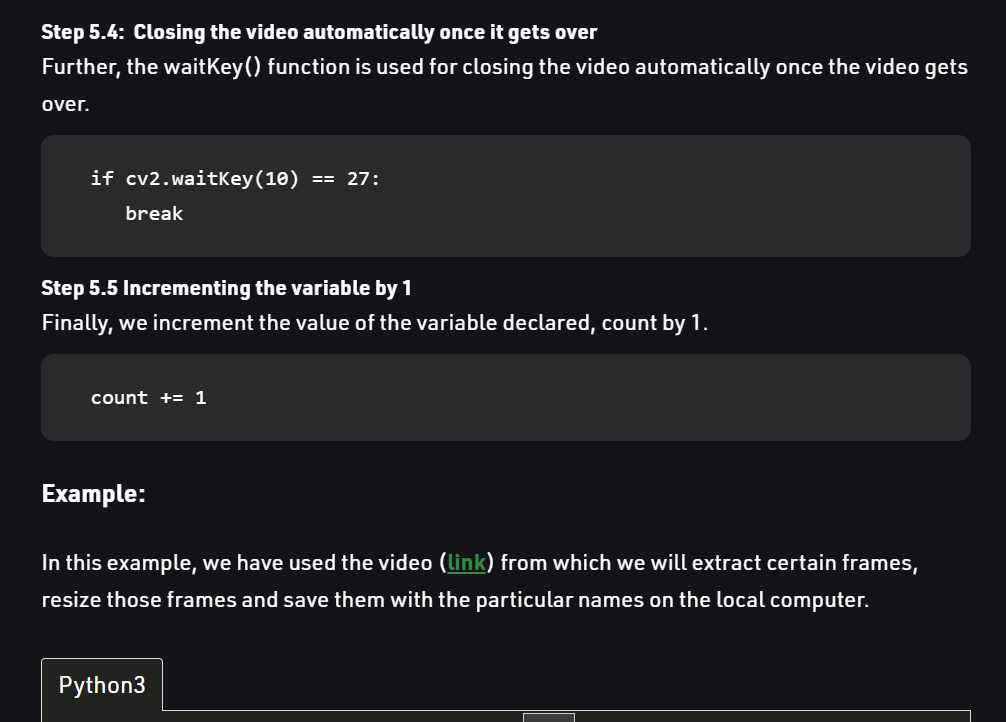 Step 5.4:  Closing the video automatically once it gets over
Further, the waitKey() function is used for closing the video automatically once the video gets
over.
if cv2.waitKey(10) == 27:
   break
Step 5.5 Incrementing the variable by 1
Finally, we increment the value of the variable declared, count by 1.
count += 1
Example:
In this example, we have used the video (link) from which we will extract certain frames,
resize those frames and save them with the particular names on the local computer.
Python3